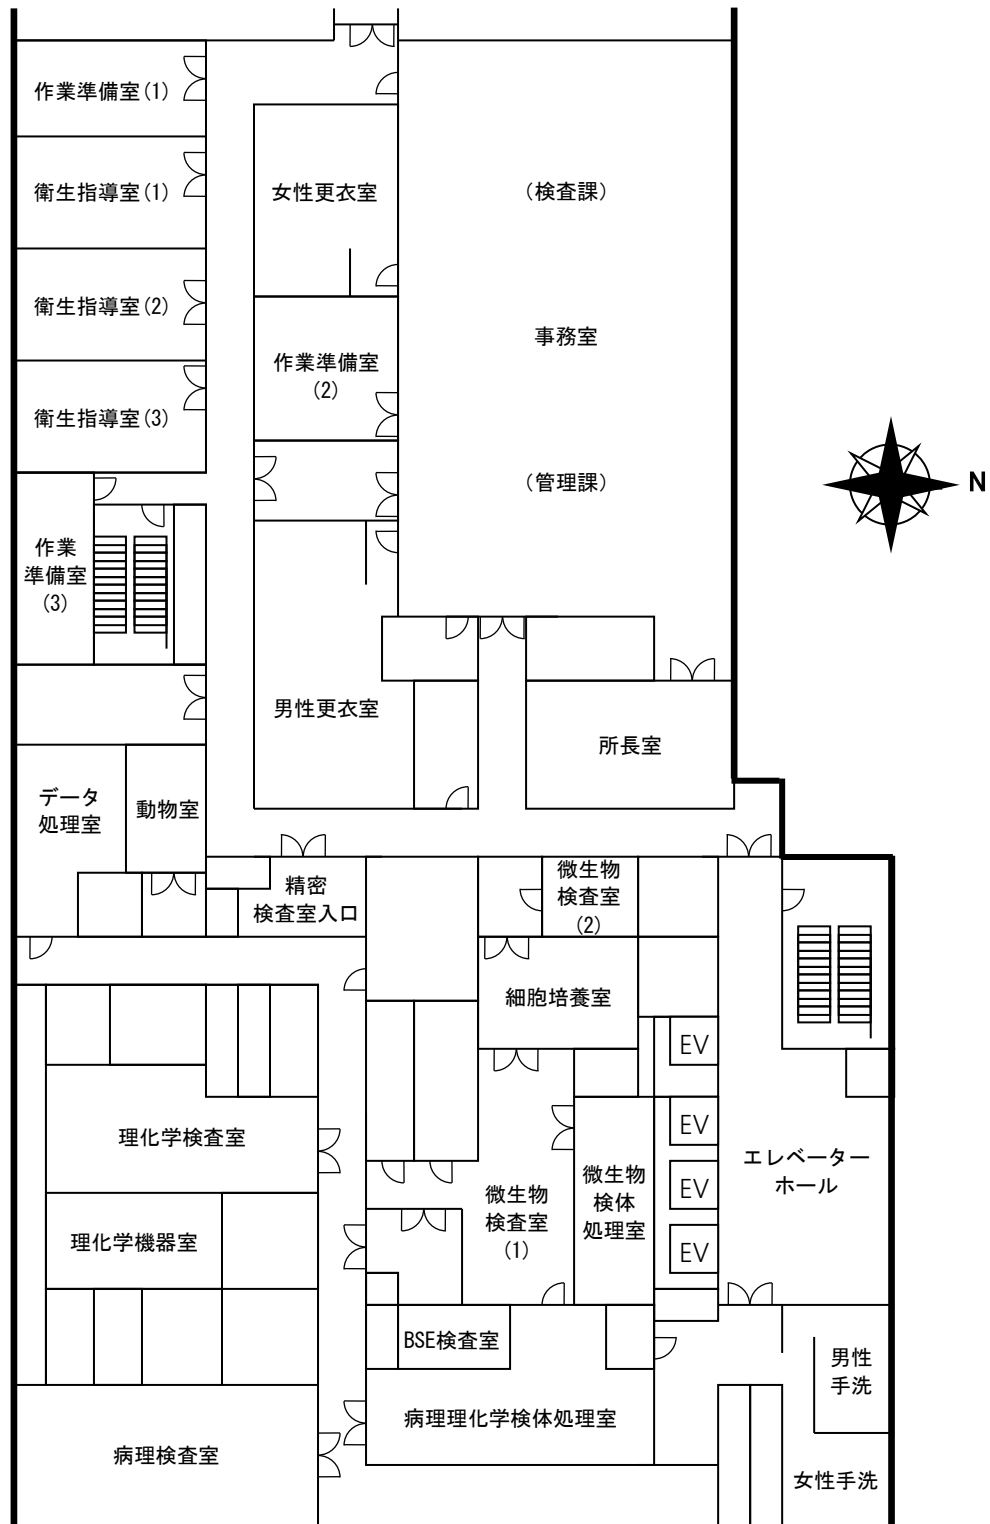 作業準備室(1)
衛生指導室(1)
女性更衣室
(検査課)
衛生指導室(2)
事務室
作業準備室
(2)
衛生指導室(3)
(管理課)
N
作業
準備室
(3)
男性更衣室
所長室
データ
処理室
動物室
精密
検査室入口
微生物
検査室
(2)
細胞培養室
EV
EV
EV
EV
理化学検査室
エレベーター
ホール
微生物
検査室
(1)
微生物
検体
処理室
理化学機器室
BSE検査室
男性
手洗
病理理化学検体処理室
病理検査室
女性手洗